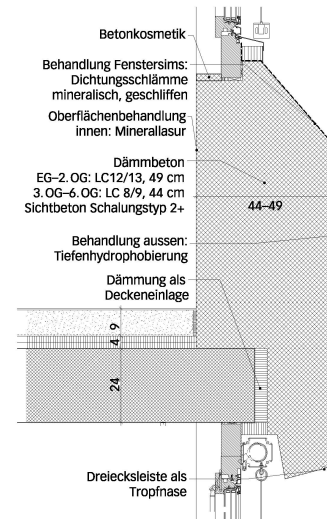 Betonkosmetik
Behandlung Fenstersims:
Dichtungsschlämme
mineralisch, geschliffen
Oberflächenbehandlung
innen: Minerallasur
Dämmbeton
EG–2. OG: LC12/13, 49 cm
3. OG–6. OG: LC 8/9, 44 cm
Sichtbeton Schalungstyp 2+
44–49
Behandlung aussen:
Tiefenhydrophobierung
Dämmung als
Deckeneinlage
9
4
24
Dreiecksleiste als
Tropfnase